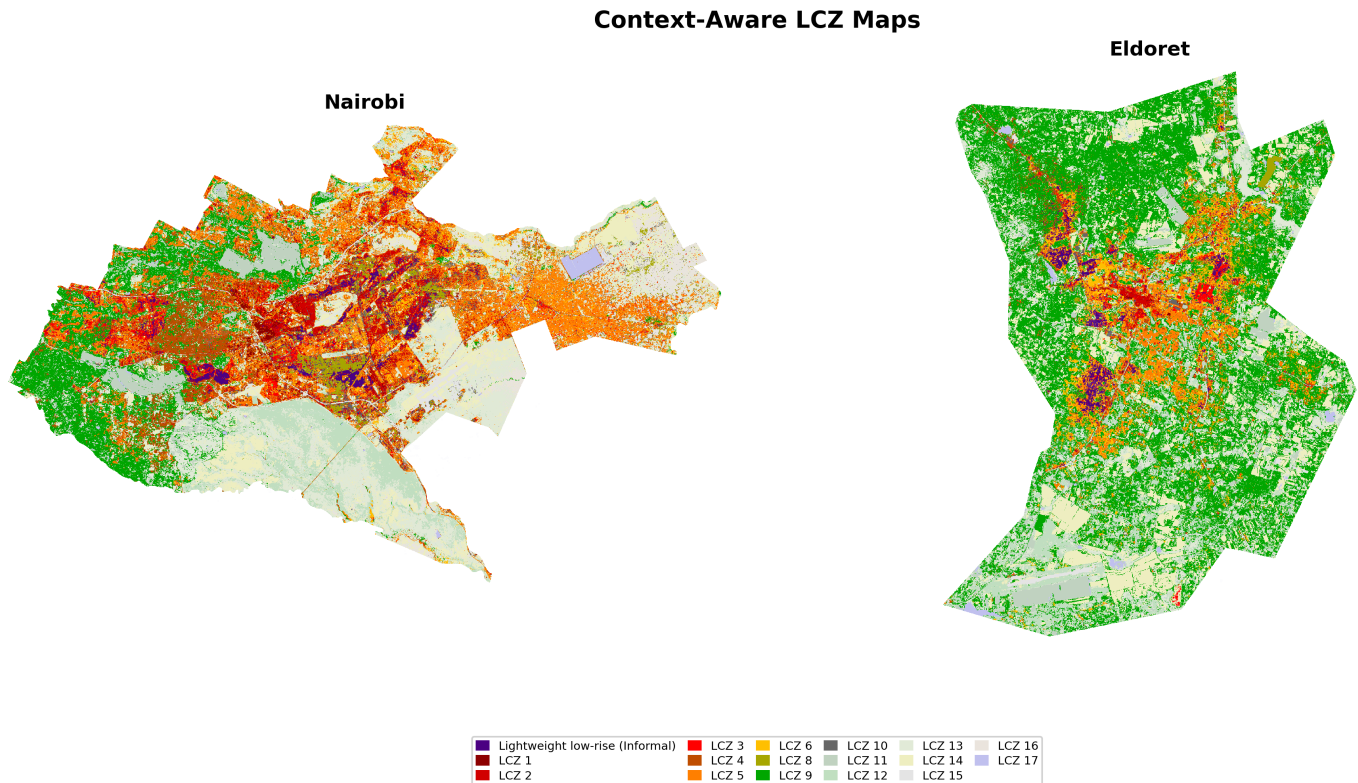 Context-Aware LCZ Maps
Eldoret
Nairobi
Lightweight low-rise (Informal)
LCZ 1
LCZ 2
LCZ 3
LCZ 4
LCZ 5
LCZ 6
LCZ 8
LCZ 9
LCZ 10
LCZ 11
LCZ 12
LCZ 13
LCZ 14
LCZ 15
LCZ 16
LCZ 17